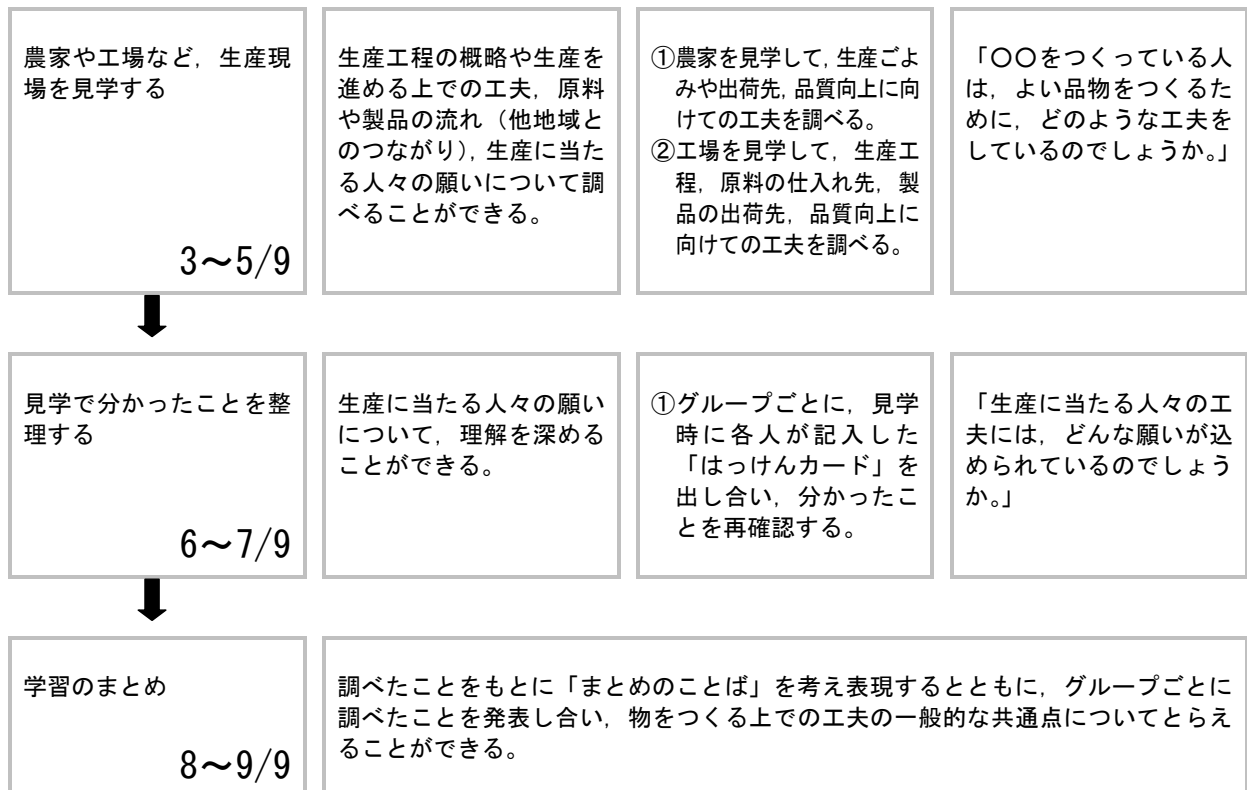 農家や工場など，生産現
場を見学する
3～5/9
生産工程の概略や生産を
進める上での工夫，原料
や製品の流れ（他地域と
のつながり），生産に当た
る人々の願いについて調
べることができる。
①農家を見学して，生産ごよ
みや出荷先，品質向上に向
けての工夫を調べる。
②工場を見学して，生産工
程，原料の仕入れ先，製
品の出荷先，品質向上に
向けての工夫を調べる。
「〇〇をつくっている人
は，よい品物をつくるた
めに，どのような工夫を
しているのでしょうか。」
見学で分かったことを整
理する
6～7/9
生産に当たる人々の願い
について，理解を深める
ことができる。
①グループごとに，見学
時に各人が記入した
「はっけんカード」を
出し合い，分かったこ
とを再確認する。
「生産に当たる人々の工
夫には，どんな願いが込
められているのでしょう
か。」
学習のまとめ
8～9/9
調べたことをもとに「まとめのことば」を考え表現するとともに，グループごとに
調べたことを発表し合い，物をつくる上での工夫の一般的な共通点についてとらえ
ることができる。